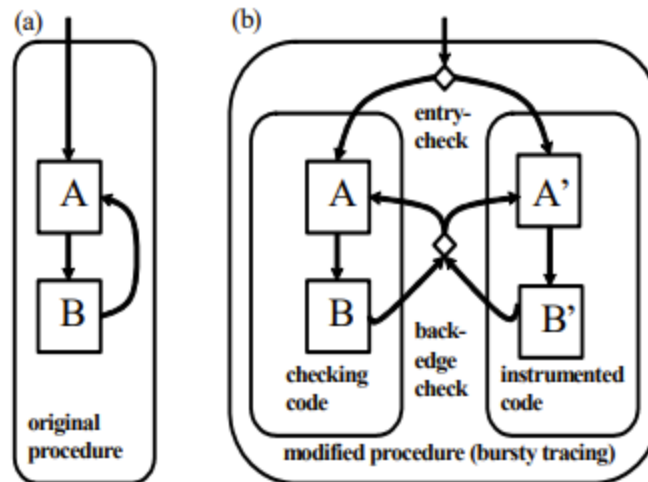 (a)
A
B
original
procedure
(b)
entry-
check
A
A'
B
B'
back-
edge
check
checking
code
instrumented
code
modified procedure (bursty tracing)